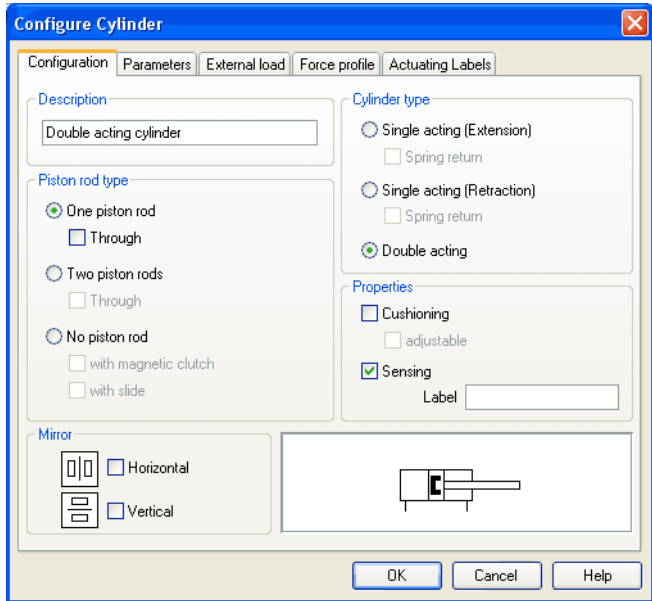 Configure Cylinder
Configuration Parameters External load Force profile Actuating Labels
Description
Double acting cylinder
Piston rod type
One piston rod
Through
Two piston rods
Through
No piston rod
with magnetic clutch
with slide
Cylinder type
Single acting (Extension)
Spring return
Single acting (Retraction)
Spring return
Double acting
Properties
Cushioning
adjustable
Sensing
Label
Mirror
Horizontal
Vertical
OK Cancel Help